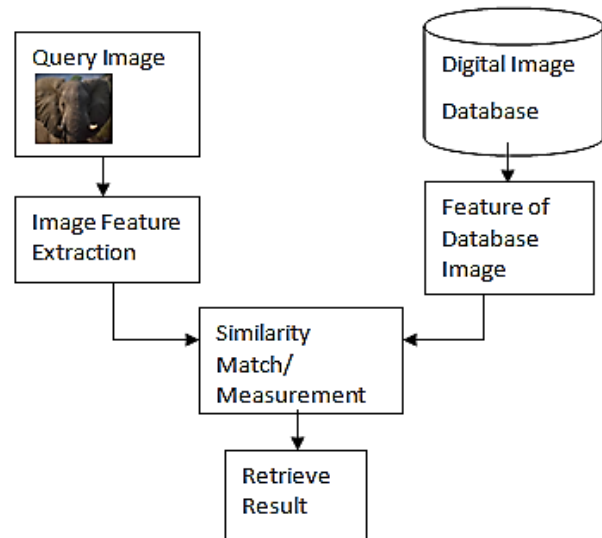 Query Image
Digital Image
Database
Image Feature
Extraction
Feature of
Database
Image
Similarity
Match/
Measurement
Retrieve
Result